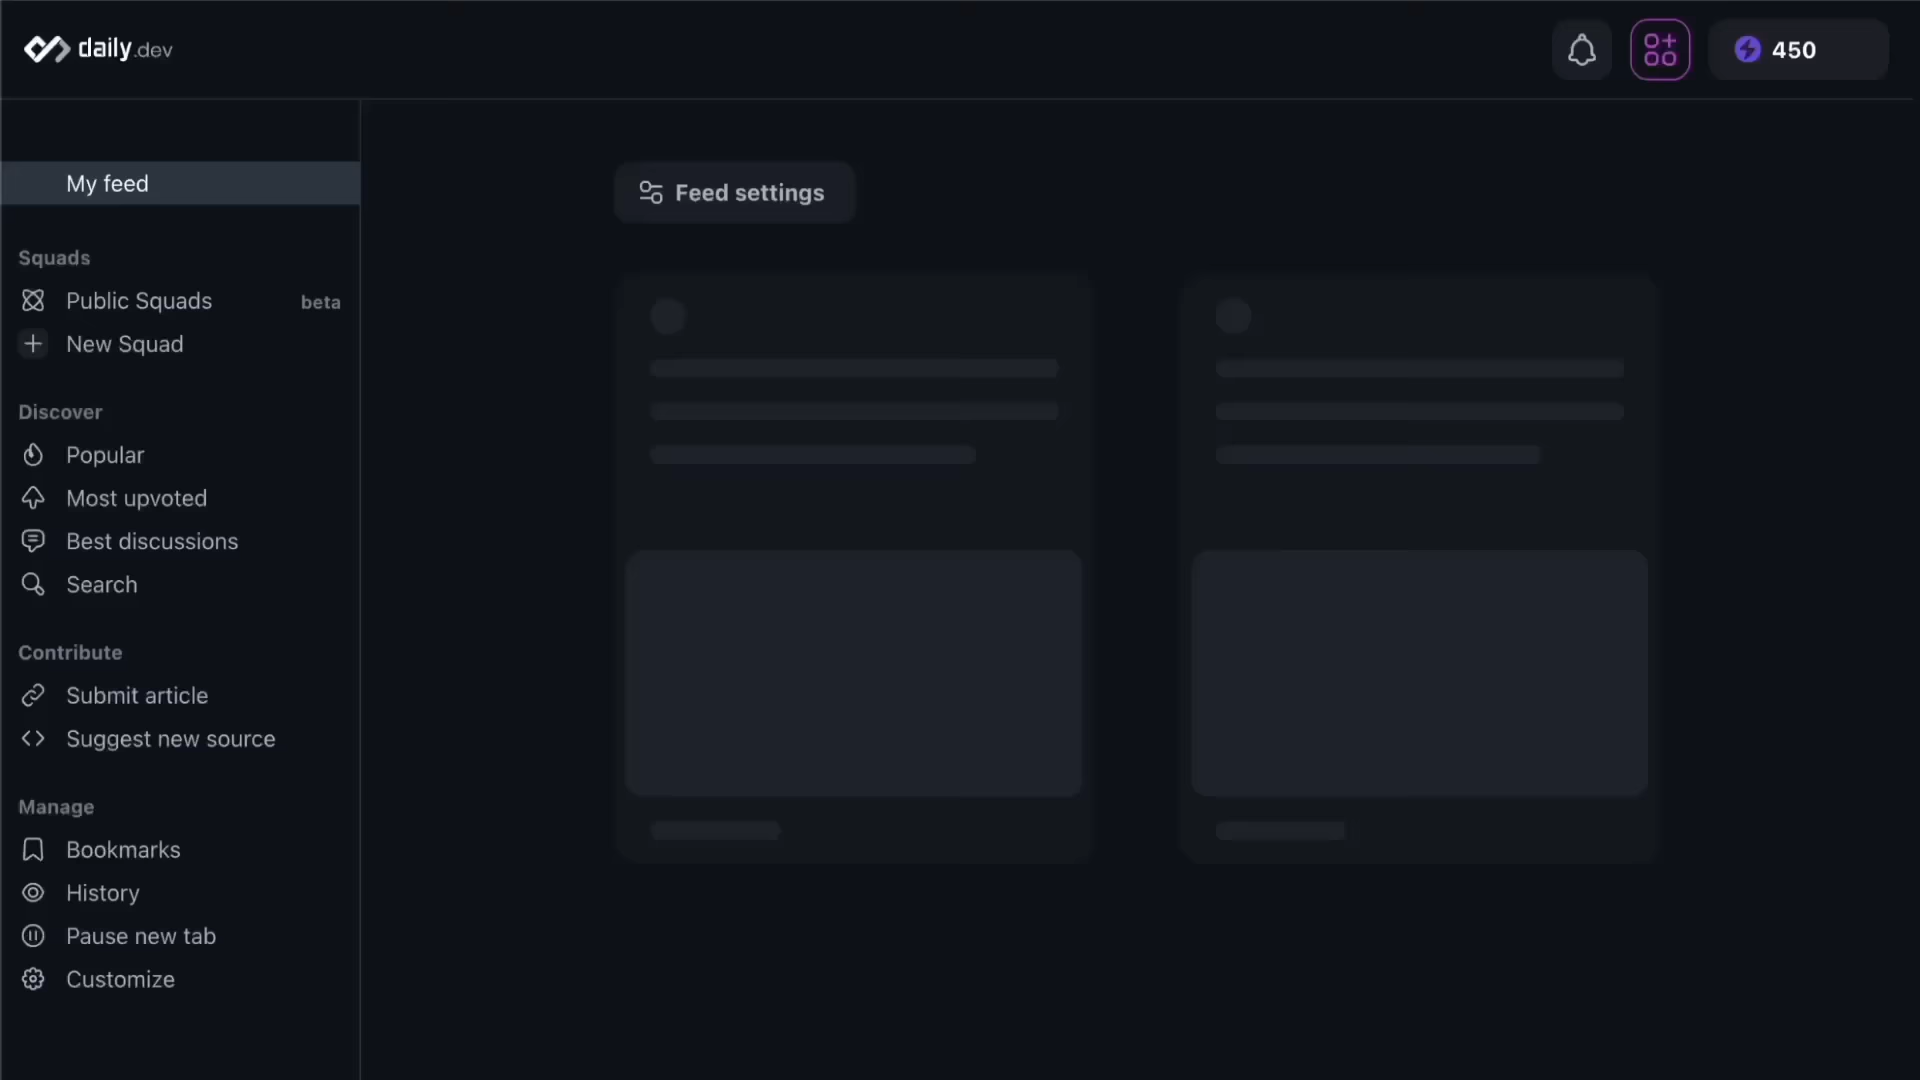 daily.dev
450
My feed
Feed settings
Squads
Public Squads beta
New Squad
Discover
Popular
Most upvoted
Best discussions
Search
Contribute
Submit article
Suggest new source
Manage
Bookmarks
History
Pause new tab
Customize